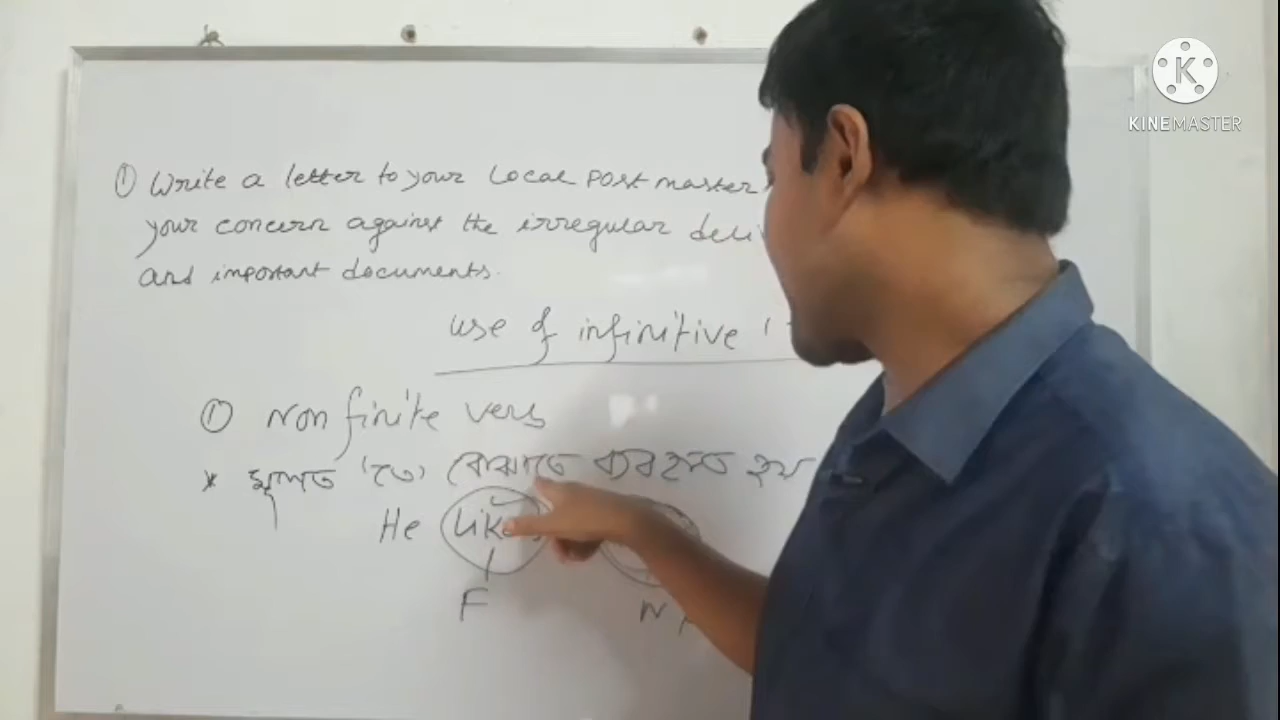 ① Write a letter to your Local Post master
your concern against the irregular deli
and important documents.
use of infinitive '
① Non finite verb
* মূলত 'তে' বোঝাতে ব্যবহৃত হয়
He
F
N
K
KINEMASTER